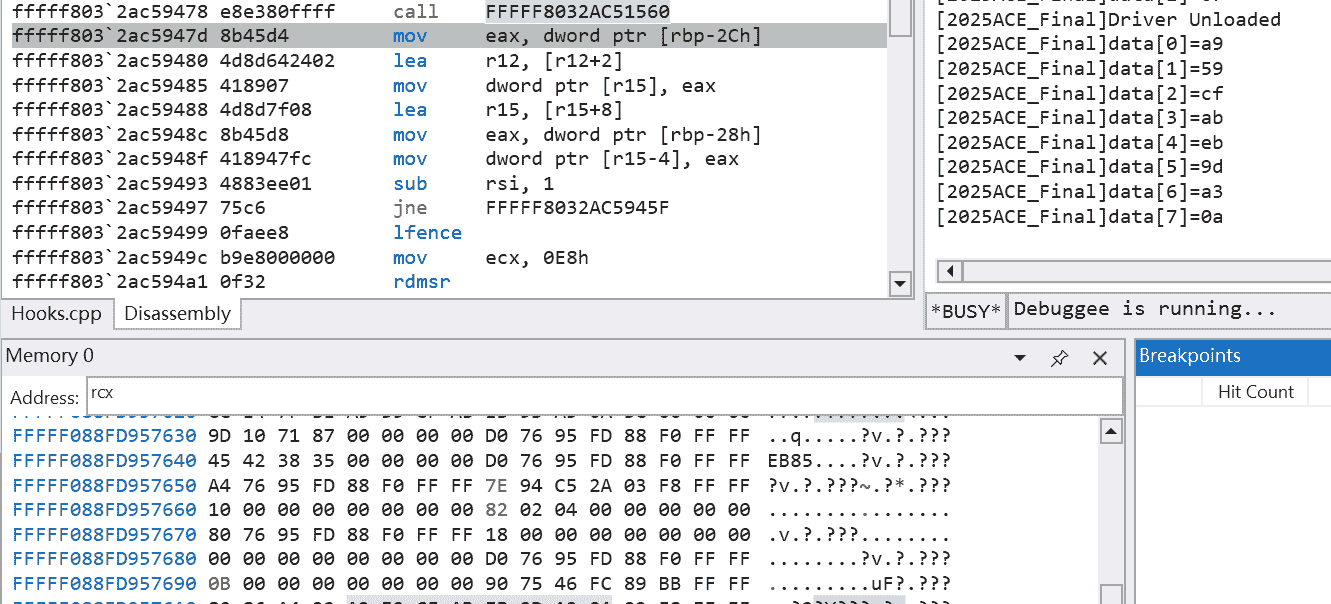 fffff803`2ac59478 e8e380ffff call FFFFF8032AC51560
fffff803`2ac5947d 8b45d4 mov eax, dword ptr [rbp-2Ch]
fffff803`2ac59480 4d8d642402 lea r12, [r12+2]
fffff803`2ac59485 418907 mov dword ptr [r15], eax
fffff803`2ac59488 4d8d7f08 lea r15, [r15+8]
fffff803`2ac5948c 8b45d8 mov eax, dword ptr [rbp-28h]
fffff803`2ac5948f 418947fc mov dword ptr [r15-4], eax
fffff803`2ac59493 4883ee01 sub rsi, 1
fffff803`2ac59497 75c6 jne FFFFF8032AC5945F
fffff803`2ac59499 0faee8 lfence
fffff803`2ac5949c b9e8000000 mov ecx, 0E8h
fffff803`2ac594a1 0f32 rdmsr
Hooks.cpp Disassembly
[2025ACE_Final]Driver Unloaded
[2025ACE_Final]data[0]=a9
[2025ACE_Final]data[1]=59
[2025ACE_Final]data[2]=cf
[2025ACE_Final]data[3]=ab
[2025ACE_Final]data[4]=eb
[2025ACE_Final]data[5]=9d
[2025ACE_Final]data[6]=a3
[2025ACE_Final]data[7]=0a
*BUSY* Debuggee is running...
Memory 0
Address: rcx
FFFFF088FD957630 9D 10 71 87 00 00 00 00 D0 76 95 FD 88 F0 FF FF ..q.....?v.?.???
FFFFF088FD957640 45 42 38 35 00 00 00 00 D0 76 95 FD 88 F0 FF FF EB85....?v.?.???
FFFFF088FD957650 A4 76 95 FD 88 F0 FF FF 7E 94 C5 2A 03 F8 FF FF ?v.?.???~.?*.???
FFFFF088FD957660 10 00 00 00 00 00 00 00 82 02 04 00 00 00 00 00 ................
FFFFF088FD957670 80 76 95 FD 88 F0 FF FF 18 00 00 00 00 00 00 00 .v.?.???........
FFFFF088FD957680 00 00 00 00 00 00 00 00 D0 76 95 FD 88 F0 FF FF ........?v.?.???
FFFFF088FD957690 0B 00 00 00 00 00 00 00 90 75 46 FC 89 BB FF FF .........uF?.???
Breakpoints
Hit Count